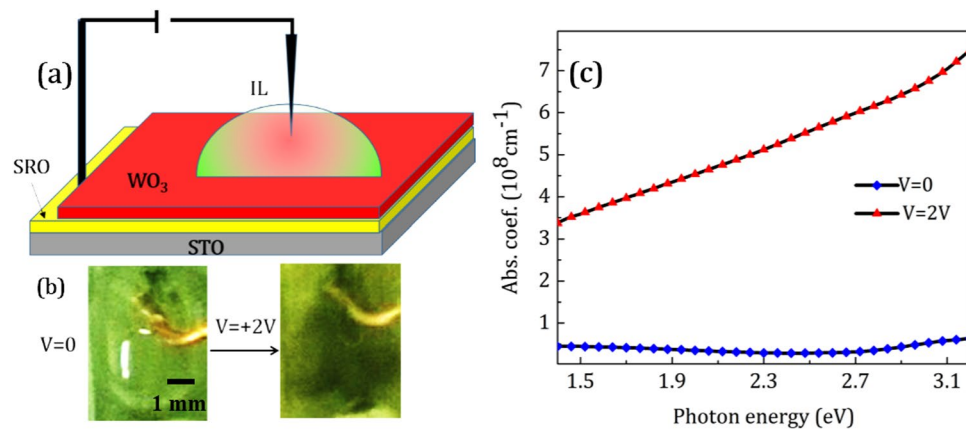 (a)
IL
SRO
WO₃
STO
(b)
V=0
V=+2V
1 mm
(c)
Abs. coef. (10⁸cm⁻¹)
7
6
5
4
3
2
1
V=0
V=2V
1.5 1.9 2.3 2.7 3.1
Photon energy (eV)